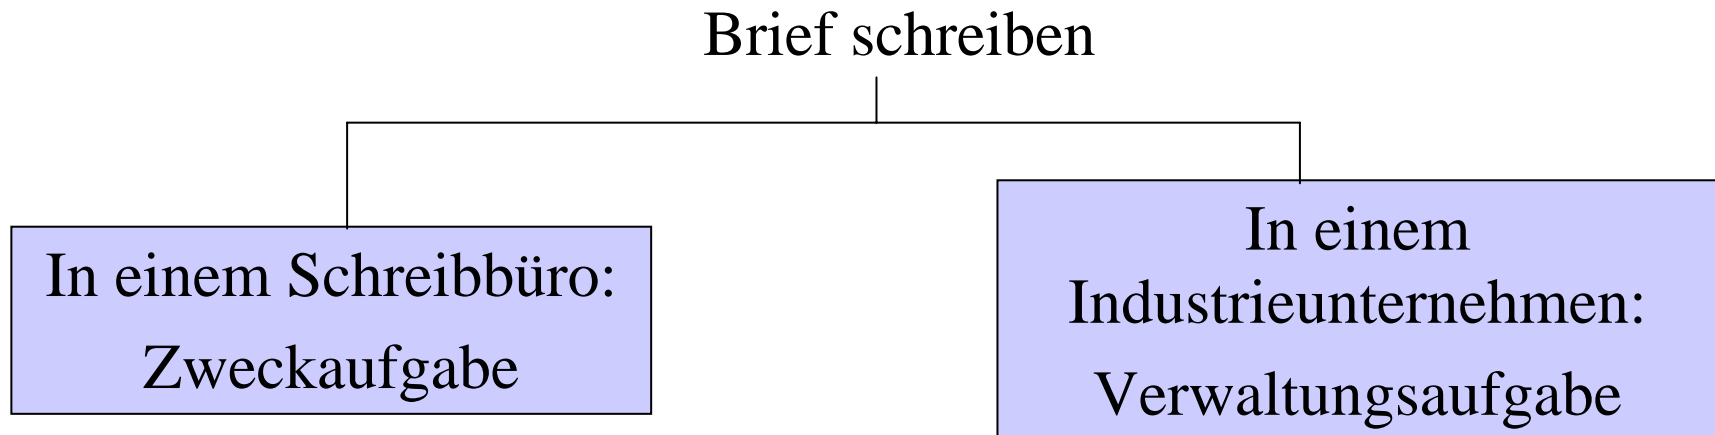 Brief schreiben
In einem Schreibbüro:
Zweckaufgabe
In einem
Industrieunternehmen:
Verwaltungsaufgabe